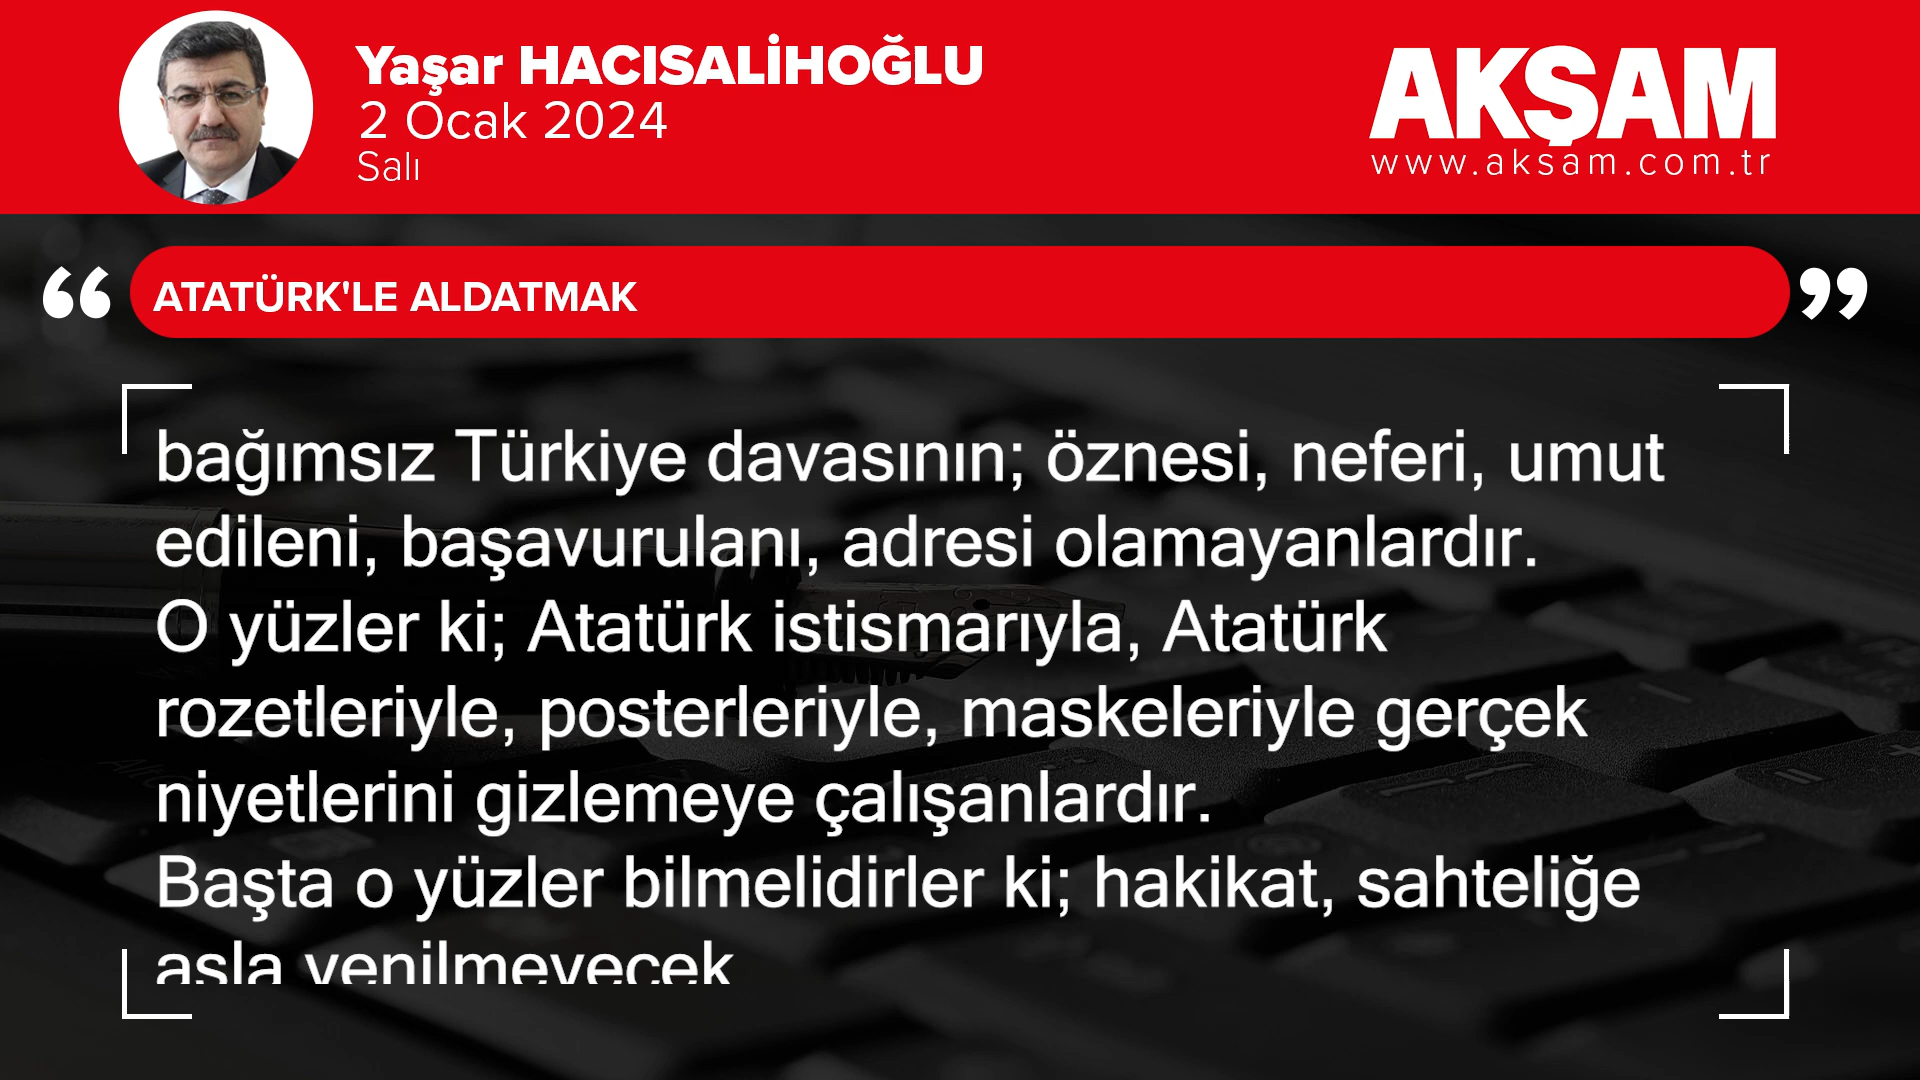 Yaşar HACISALİHOĞLU
2 Ocak 2024
Salı
AKŞAM
www.aksam.com.tr
“ ATATÜRK'LE ALDATMAK ”
bağımsız Türkiye davasının; öznesi, neferi, umut
edileni, başavurulanı, adresi olamayanlardır.
O yüzler ki; Atatürk istismarıyla, Atatürk
rozetleriyle, posterleriyle, maskeleriyle gerçek
niyetlerini gizlemeye çalışanlardır.
Başta o yüzler bilmelidirler ki; hakikat, sahteliğe
asla yenilmeyecek